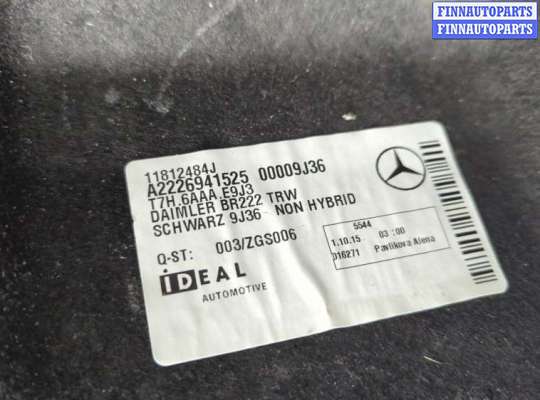 FINNAUTOPARTS
FINNAUTOPARTS
11812484J
A2226941525 00009J36
T7H.6AAA.E9J3
DAIMLER BR222 TRW
SCHWARZ 9J36 - NON HYBRID
Q-ST: 003/ZGS006
5544
1.10.15 03:00
016271 Pavlikova Alena
iDEAL
AUTOMOTIVE